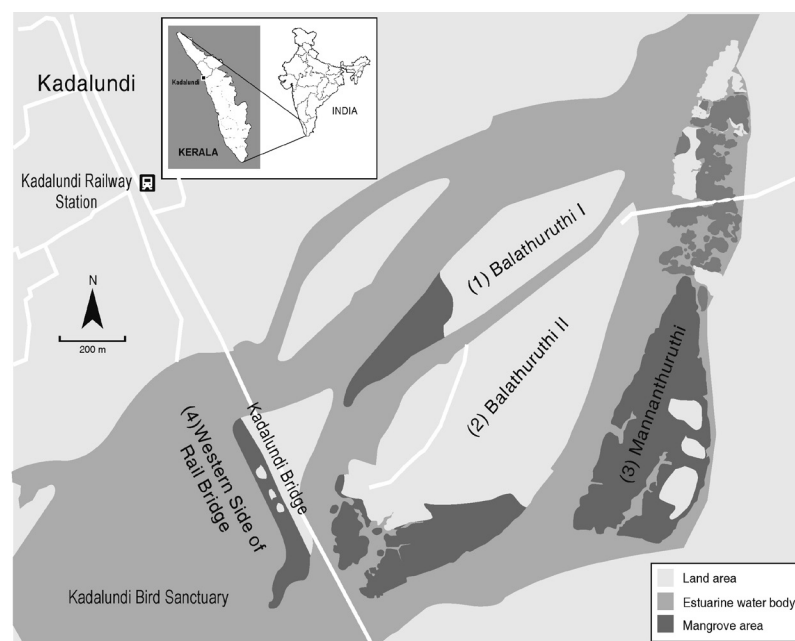 Kadalundi
Kadalundi
KERALA
INDIA
Kadalundi Railway
Station
N
200 m
(1) Balathuruthi I
(2) Balathuruthi II
(3) Mannanthuruthi
(4)Western Side of
Rail Bridge
Kadalundi Bridge
Kadalundi Bird Sanctuary
Land area
Estuarine water body
Mangrove area